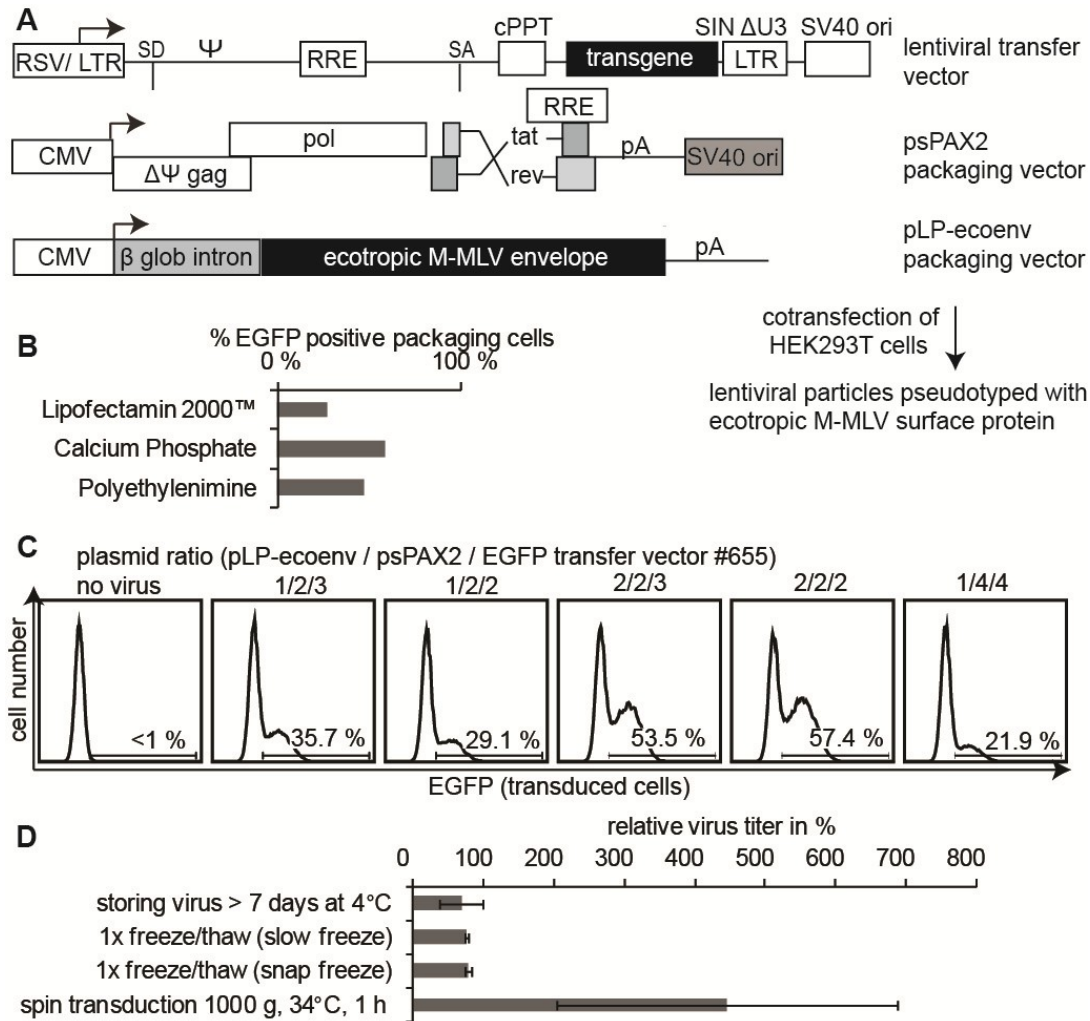 A
RSV/ LTR
SD
Ψ
RRE
SA
cPPT
transgene
SIN ΔU3
LTR
SV40 ori
lentiviral transfer
vector
CMV
ΔΨ gag
pol
tat
rev
RRE
pA
SV40 ori
psPAX2
packaging vector
CMV
β glob intron
ecotropic M-MLV envelope
pA
pLP-ecoenv
packaging vector
cotransfection of
HEK293T cells
lentiviral particles pseudotyped with
ecotropic M-MLV surface protein
B
% EGFP positive packaging cells
0 % 100 %
Lipofectamin 2000™
Calcium Phosphate
Polyethylenimine
C
plasmid ratio (pLP-ecoenv / psPAX2 / EGFP transfer vector #655)
no virus 1/2/3 1/2/2 2/2/3 2/2/2 1/4/4
cell number
<1 % 35.7 % 29.1 % 53.5 % 57.4 % 21.9 %
EGFP (transduced cells)
D
relative virus titer in %
0 100 200 300 400 500 600 700 800
storing virus > 7 days at 4°C
1x freeze/thaw (slow freeze)
1x freeze/thaw (snap freeze)
spin transduction 1000 g, 34°C, 1 h